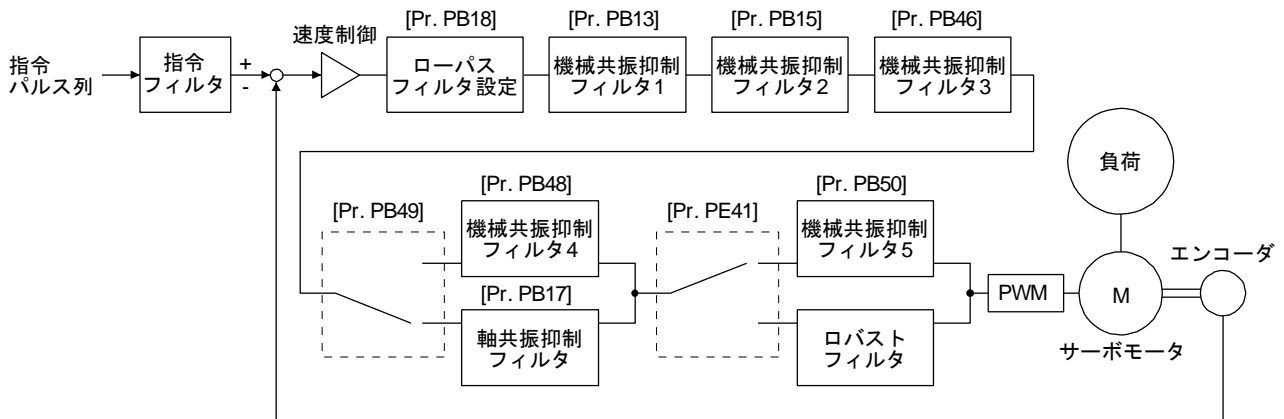 [Pr. PB18]
[Pr. PB13]
[Pr. PB15]
[Pr. PB46]
指令
パルス列
指令
フィルタ
+
-
速度制御
ローパス
フィルタ設定
機械共振抑制
フィルタ1
機械共振抑制
フィルタ2
機械共振抑制
フィルタ3
負荷
[Pr. PB49]
[Pr. PB48]
機械共振抑制
フィルタ4
[Pr. PB17]
軸共振抑制
フィルタ
[Pr. PE41]
[Pr. PB50]
機械共振抑制
フィルタ5
ロバスト
フィルタ
PWM
M
サーボモータ
エンコーダ